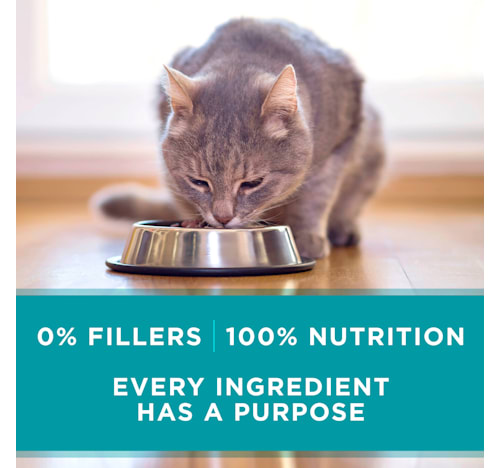 0% FILLERS | 100% NUTRITION
EVERY INGREDIENT
HAS A PURPOSE